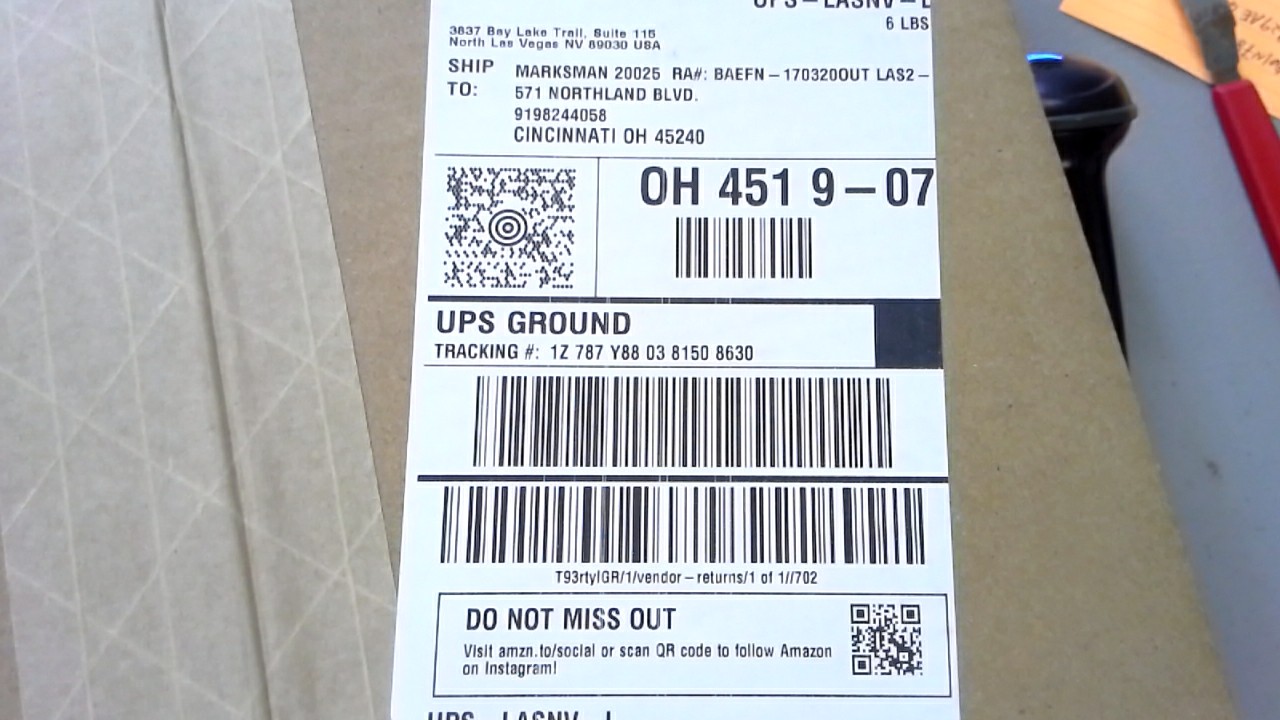 6 LBS
3837 Bay Lake Trail, Suite 115
North Las Vegas NV 89030 USA
SHIP TO:
MARKSMAN 20025 RA#: BAEFN-170320OUT LAS2-
571 NORTHLAND BLVD.
9198244058
CINCINNATI OH 45240
OH 451 9-07
UPS GROUND
TRACKING #: 1Z 787 Y88 03 8150 8630
T93rtylGR/1/vendor-returns/1 of 1//702
DO NOT MISS OUT
Visit amzn.to/social or scan QR code to follow Amazon
on Instagram!